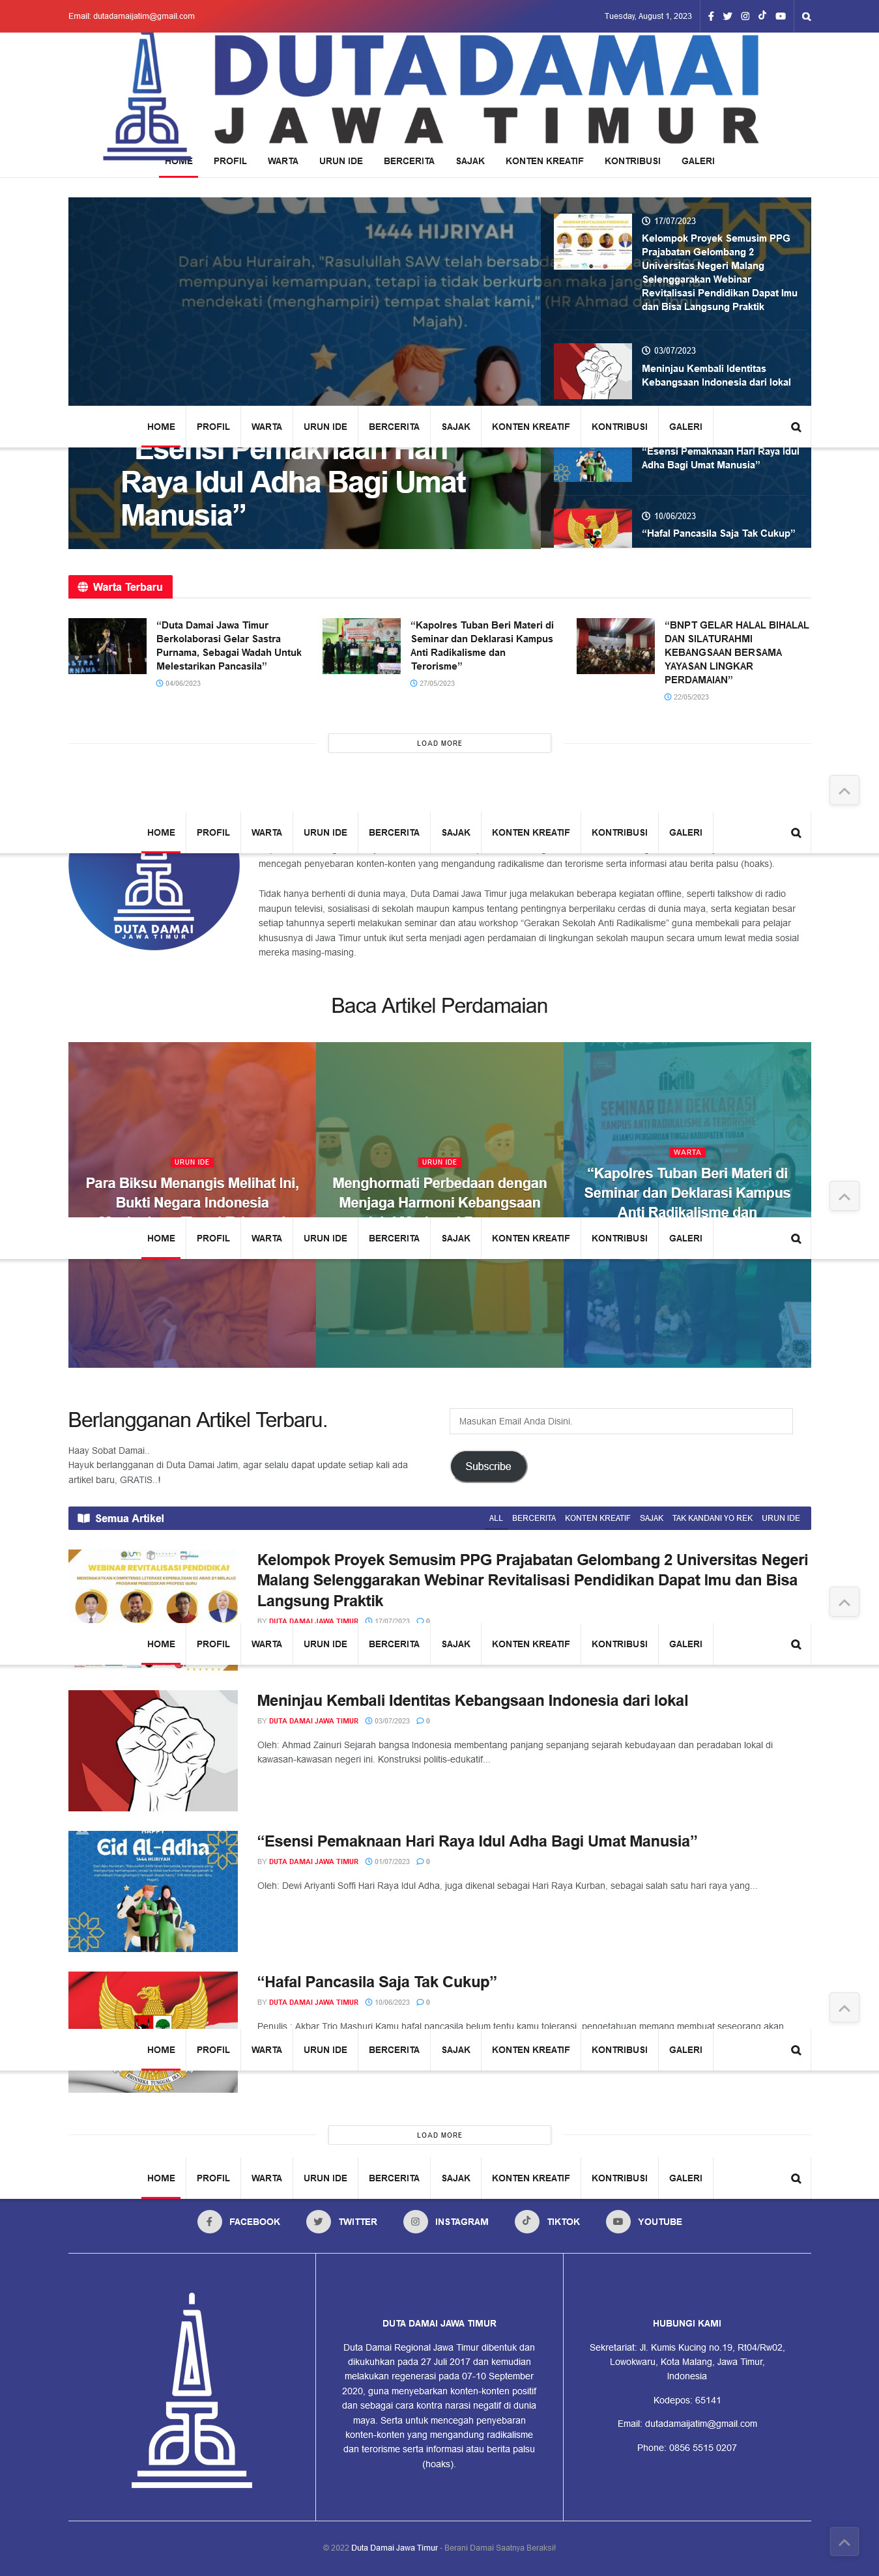 Email: dutadamaijatim@gmail.com
Tuesday, August 1, 2023
DUTADAMAI
JAWA TIMUR
HOME PROFIL WARTA URUN IDE BERCERITA SAJAK KONTEN KREATIF KONTRIBUSI GALERI
1444 HIJRIYAH
Dari Abu Hurairah, "Rasulullah SAW telah bersabda
mempunyai kemampuan, tetapi ia tidak
mendekati (menghampiri) tempat kami," (HR Ahmad dan Ibnu
Majah).
17/07/2023
Kelompok Proyek Semusim PPG
Prajabatan Gelombang 2
Universitas Negeri Malang
Selenggarakan Webinar
Revitalisasi Pendidikan Dapat Imu
dan Bisa Langsung Praktik
03/07/2023
Meninjau Kembali Identitas
Kebangsaan Indonesia dari lokal
HOME PROFIL WARTA URUN IDE BERCERITA SAJAK KONTEN KREATIF KONTRIBUSI GALERI
"Esensi Pemaknaan Hari
Raya Idul Adha Bagi Umat
Manusia”
“Esensi Pemaknaan Hari Raya Idul
Adha Bagi Umat Manusia”
10/06/2023
“Hafal Pancasila Saja Tak Cukup”
Warta Terbaru
“Duta Damai Jawa Timur
Berkolaborasi Gelar Sastra
Purnama, Sebagai Wadah Untuk
Melestarikan Pancasila”
04/06/2023
“Kapolres Tuban Beri Materi di
Seminar dan Deklarasi Kampus
Anti Radikalisme dan
Terorisme”
27/05/2023
“BNPT GELAR HALAL BIHALAL
DAN SILATURAHMI
KEBANGSAAN BERSAMA
YAYASAN LINGKAR
PERDAMAIAN”
22/05/2023
LOAD MORE
HOME PROFIL WARTA URUN IDE BERCERITA SAJAK KONTEN KREATIF KONTRIBUSI GALERI
DUTA DAMAI
JAWA TIMUR
mencegah penyebaran konten-konten yang mengandung radikalisme dan terorisme serta informasi atau berita palsu (hoaks).
Tidak hanya berhenti di dunia maya, Duta Damai Jawa Timur juga melakukan beberapa kegiatan offline, seperti talkshow di radio
maupun televisi, sosialisasi di sekolah maupun kampus tentang pentingnya berperilaku cerdas di dunia maya, serta kegiatan besar
setiap tahunnya seperti melakukan seminar dan atau workshop “Gerakan Sekolah Anti Radikalisme” guna membekali para pelajar
khususnya di Jawa Timur untuk ikut serta menjadi agen perdamaian di lingkungan sekolah maupun secara umum lewat media sosial
mereka masing-masing.
Baca Artikel Perdamaian
URUN IDE
Para Biksu Menangis Melihat Ini,
Bukti Negara Indonesia
URUN IDE
Menghormati Perbedaan dengan
Menjaga Harmoni Kebangsaan
SEMINAR DAN DEKLARASI
WARTA
“Kapolres Tuban Beri Materi di
Seminar dan Deklarasi Kampus
Anti Radikalisme dan
HOME PROFIL WARTA URUN IDE BERCERITA SAJAK KONTEN KREATIF KONTRIBUSI GALERI
Berlangganan Artikel Terbaru.
Haay Sobat Damai..
Hayuk berlangganan di Duta Damai Jatim, agar selalu dapat update setiap kali ada
artikel baru, GRATIS..!
Masukan Email Anda Disini.
Subscribe
Semua Artikel
ALL BERCERITA KONTEN KREATIF SAJAK TAK KANDANI YO REK URUN IDE
WEBINAR REVITALISASI PENDIDIKAN
Kelompok Proyek Semusim PPG Prajabatan Gelombang 2 Universitas Negeri
Malang Selenggarakan Webinar Revitalisasi Pendidikan Dapat Imu dan Bisa
Langsung Praktik
BY DUTA DAMAI JAWA TIMUR 17/07/2023 0
HOME PROFIL WARTA URUN IDE BERCERITA SAJAK KONTEN KREATIF KONTRIBUSI GALERI
Meninjau Kembali Identitas Kebangsaan Indonesia dari lokal
BY DUTA DAMAI JAWA TIMUR 03/07/2023 0
Oleh: Ahmad Zainuri Sejarah bangsa Indonesia membentang panjang sepanjang sejarah kebudayaan dan peradaban lokal di
kawasan-kawasan negeri ini. Konstruksi politis-edukatif...
Eid Al-Adha
1444 HIJRIYAH
“Esensi Pemaknaan Hari Raya Idul Adha Bagi Umat Manusia”
BY DUTA DAMAI JAWA TIMUR 01/07/2023 0
Oleh: Dewi Ariyanti Soffi Hari Raya Idul Adha, juga dikenal sebagai Hari Raya Kurban, sebagai salah satu hari raya yang...
“Hafal Pancasila Saja Tak Cukup”
BY DUTA DAMAI JAWA TIMUR 10/06/2023 0
Penulis : Akbar Trio Mashuri Kamu hafal pancasila belum tentu kamu toleransi, pengetahuan memang membuat seseorang akan
HOME PROFIL WARTA URUN IDE BERCERITA SAJAK KONTEN KREATIF KONTRIBUSI GALERI
BHINNEKA TUNGGAL IKA
LOAD MORE
HOME PROFIL WARTA URUN IDE BERCERITA SAJAK KONTEN KREATIF KONTRIBUSI GALERI
FACEBOOK TWITTER INSTAGRAM TIKTOK YOUTUBE
DUTA DAMAI JAWA TIMUR
Duta Damai Regional Jawa Timur dibentuk dan
dikukuhkan pada 27 Juli 2017 dan kemudian
melakukan regenerasi pada 07-10 September
2020, guna menyebarkan konten-konten positif
dan sebagai cara kontra narasi negatif di dunia
maya. Serta untuk mencegah penyebaran
konten-konten yang mengandung radikalisme
dan terorisme serta informasi atau berita palsu
(hoaks).
HUBUNGI KAMI
Sekretariat: Jl. Kumis Kucing no.19, Rt04/Rw02,
Lowokwaru, Kota Malang, Jawa Timur,
Indonesia
Kodepos: 65141
Email: dutadamaijatim@gmail.com
Phone: 0856 5515 0207
© 2022 Duta Damai Jawa Timur - Berani Damai Saatnya Beraksi!